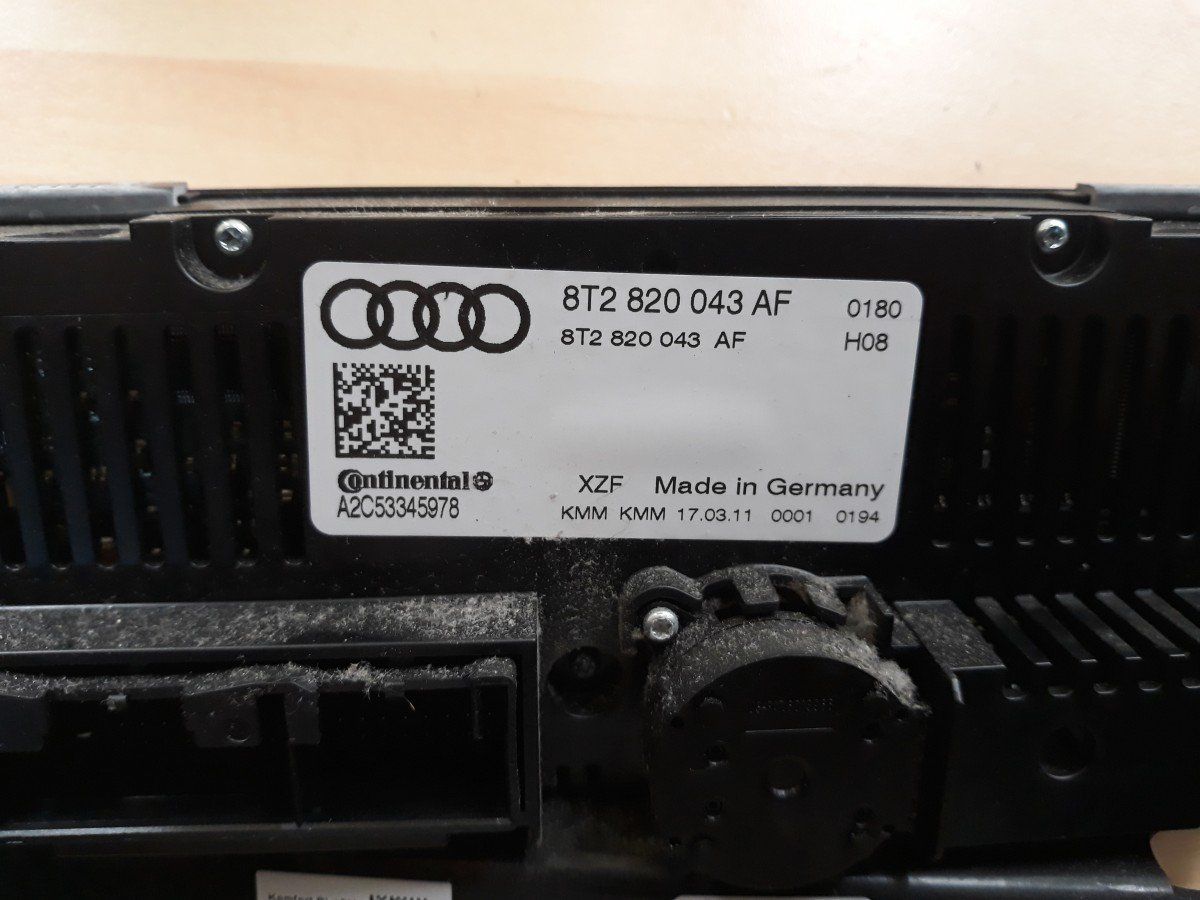 8T2 820 043 AF 0180
8T2 820 043 AF H08
Continental
XZF Made in Germany
A2C53345978
KMM KMM 17.03.11 0001 0194